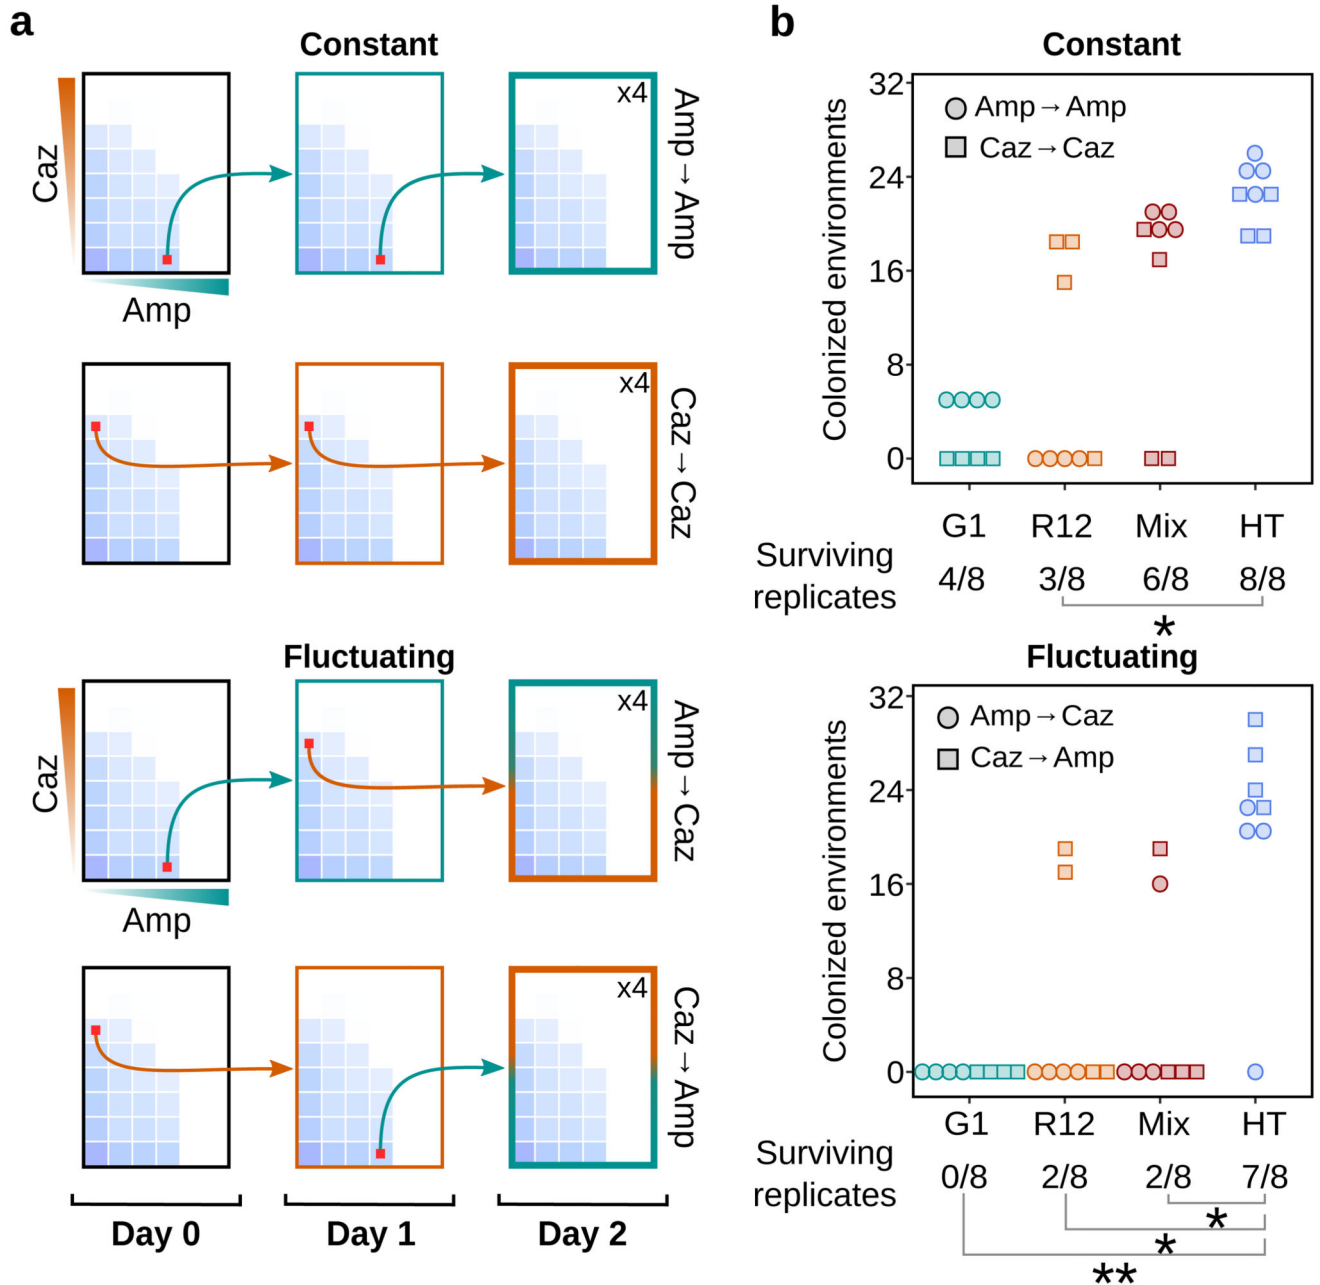 a
Constant
Caz
Amp
x4
Amp→Amp
x4
Caz→Caz
Fluctuating
Caz
Amp
x4
Amp→Caz
x4
Caz→Amp
Day 0
Day 1
Day 2
b
Constant
Colonized environments
32
24
16
8
0
Amp→Amp
Caz→Caz
G1 R12 Mix HT
Surviving
replicates
4/8 3/8 6/8 8/8
*
Fluctuating
Colonized environments
32
24
16
8
0
Amp→Caz
Caz→Amp
G1 R12 Mix HT
Surviving
replicates
0/8 2/8 2/8 7/8
*
*
**